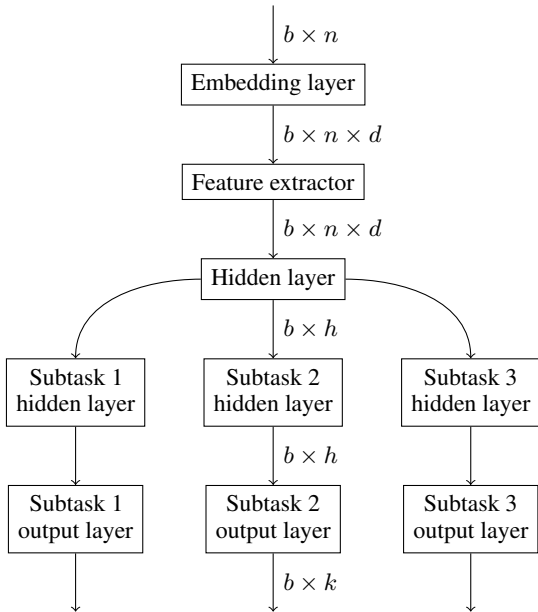 b × n
Embedding layer
b × n × d
Feature extractor
b × n × d
Hidden layer
b × h
Subtask 1
hidden layer
Subtask 2
hidden layer
Subtask 3
hidden layer
b × h
Subtask 1
output layer
Subtask 2
output layer
Subtask 3
output layer
b × k